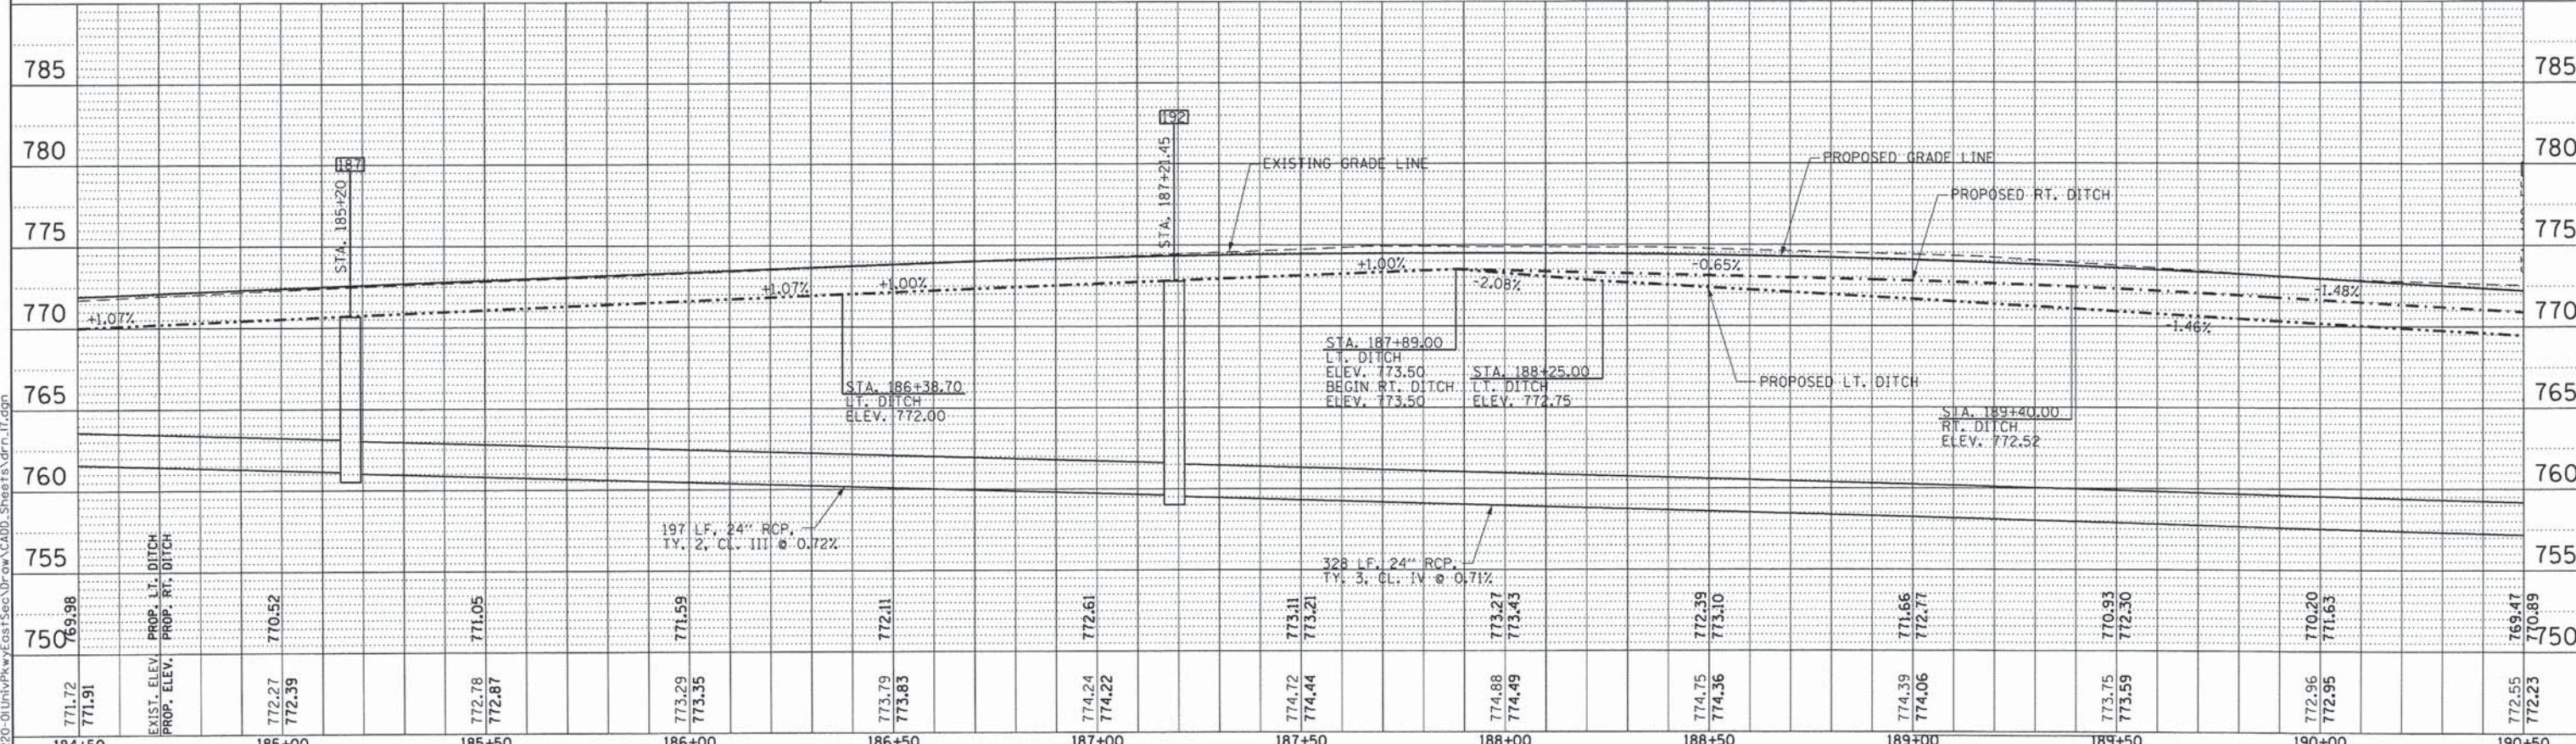 785
785
780
780
775
775
770
770
765
765
760
760
755
755
750
750
187
STA. 185+20
192
STA. 187+21.45
EXISTING GRADE LINE
PROPOSED GRADE LINE
PROPOSED RT. DITCH
+1.07%
+1.07%
+1.00%
+1.00%
-2.08%
-0.65%
-1.48%
-1.46%
STA. 186+38.70
LT. DITCH
ELEV. 772.00
STA. 187+89.00
LT. DITCH
ELEV. 773.50
BEGIN RT. DITCH
ELEV. 773.50
STA. 188+25.00
LT. DITCH
ELEV. 772.75
PROPOSED LT. DITCH
STA. 189+40.00
RT. DITCH
ELEV. 772.52
197 LF. 24" RCP,
TY. 2, CL. III @ 0.72%
328 LF. 24" RCP,
TY. 3, CL. IV @ 0.71%
20-01UnivPkwyEastSec\Draw\CADD_Sheets\drn_17.dgn
PROP. LT. DITCH
PROP. RT. DITCH
EXIST. ELEV.
PROP. ELEV.
769.98
770.52
771.05
771.59
772.11
772.61
773.11
773.21
773.27
773.43
772.39
773.10
771.66
772.77
770.93
772.30
770.20
771.63
769.47
770.89
771.72
771.91
772.27
772.39
772.78
772.87
773.29
773.35
773.79
773.83
774.24
774.22
774.72
774.44
774.88
774.49
774.75
774.36
774.39
774.06
773.75
773.59
772.96
772.95
772.55
772.23
184+50
185+00
185+50
186+00
186+50
187+00
187+50
188+00
188+50
189+00
189+50
190+00
190+50